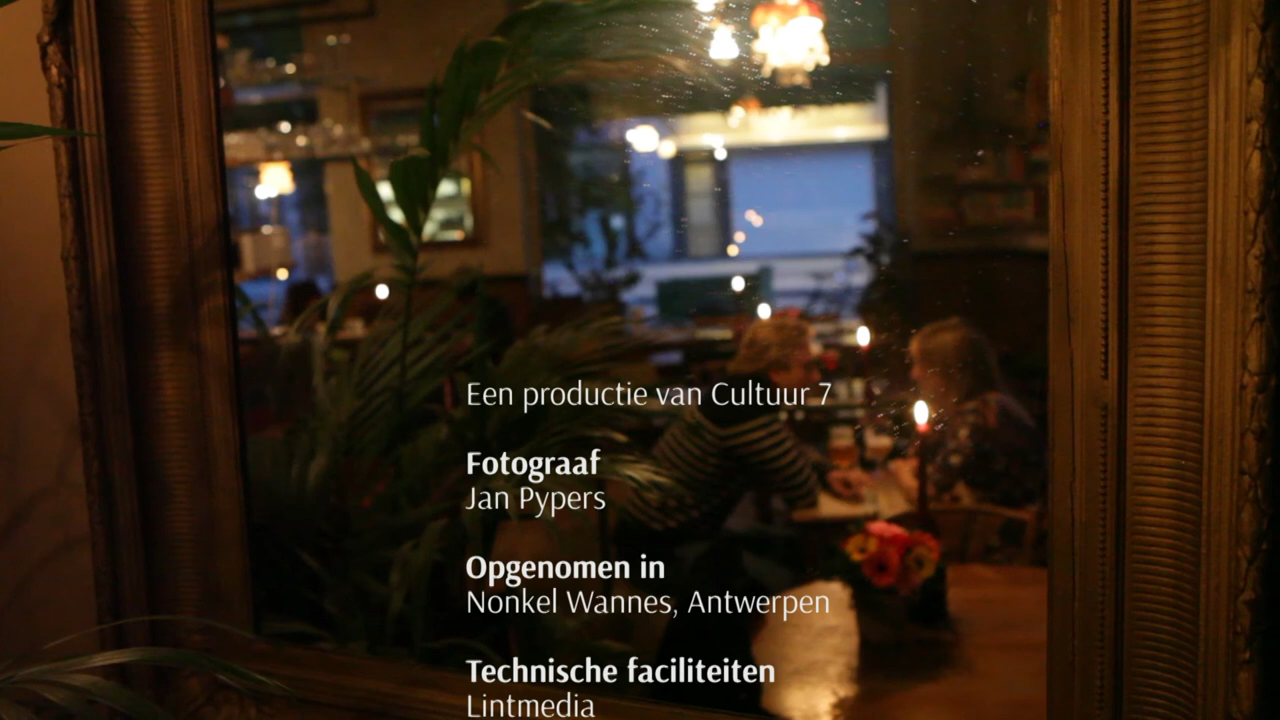 Een productie van Cultuur 7
Fotograaf
Jan Pypers
Opgenomen in
Nonkel Wannes, Antwerpen
Technische faciliteiten
Lintmedia